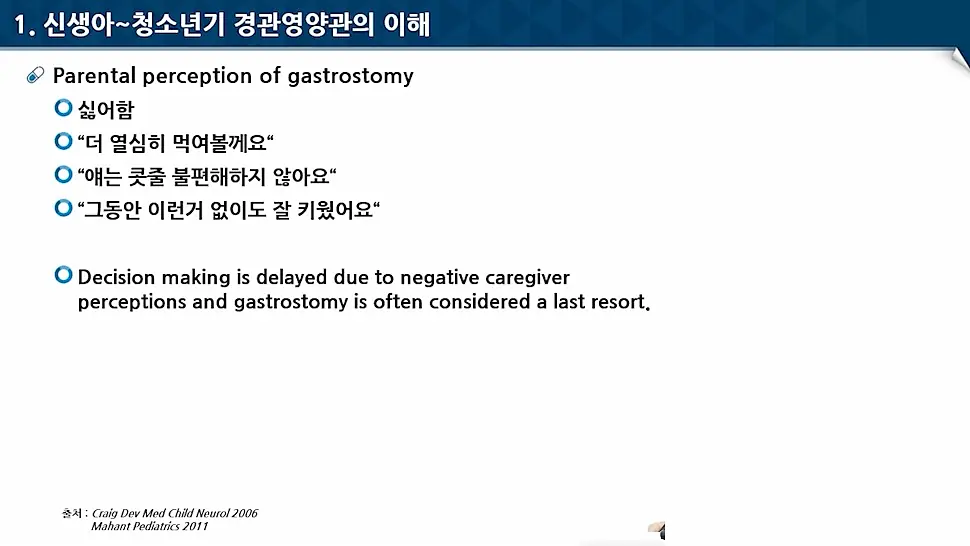 1. 신생아~청소년기 경관영양관의 이해
Parental perception of gastrostomy
싫어함
“더 열심히 먹여볼께요“
“얘는 콧줄 불편해하지 않아요“
“그동안 이런거 없이도 잘 키웠어요“
Decision making is delayed due to negative caregiver
perceptions and gastrostomy is often considered a last resort.
출처 : Craig Dev Med Child Neurol 2006
Mahant Pediatrics 2011